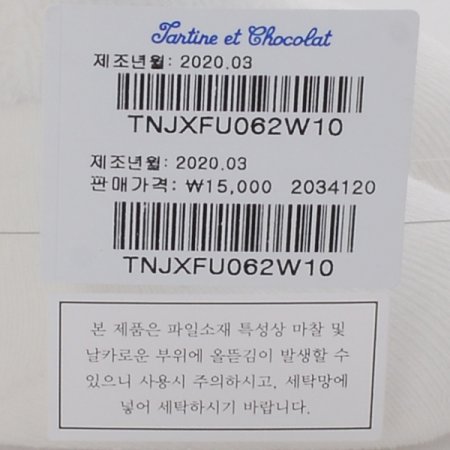 Tartine et Chocolat
제조년월: 2020.03
TNJXFU062W10
제조년월: 2020.03
판매가격: ₩15,000 2034120
TNJXFU062W10
본 제품은 파일소재 특성상 마찰 및
날카로운 부위에 올뜯김이 발생할 수
있으니 사용시 주의하시고, 세탁망에
넣어 세탁하시기 바랍니다.